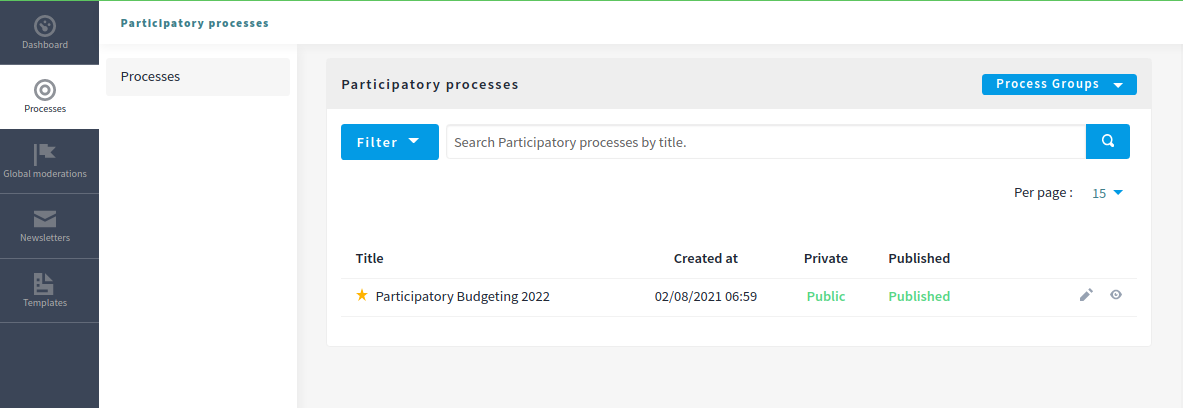 Dashboard
Processes
Global moderations
Newsletters
Templates
Participatory processes
Processes
Participatory processes
Process Groups
Filter
Search Participatory processes by title.
Per page : 15
Title Created at Private Published
Participatory Budgeting 2022 02/08/2021 06:59 Public Published